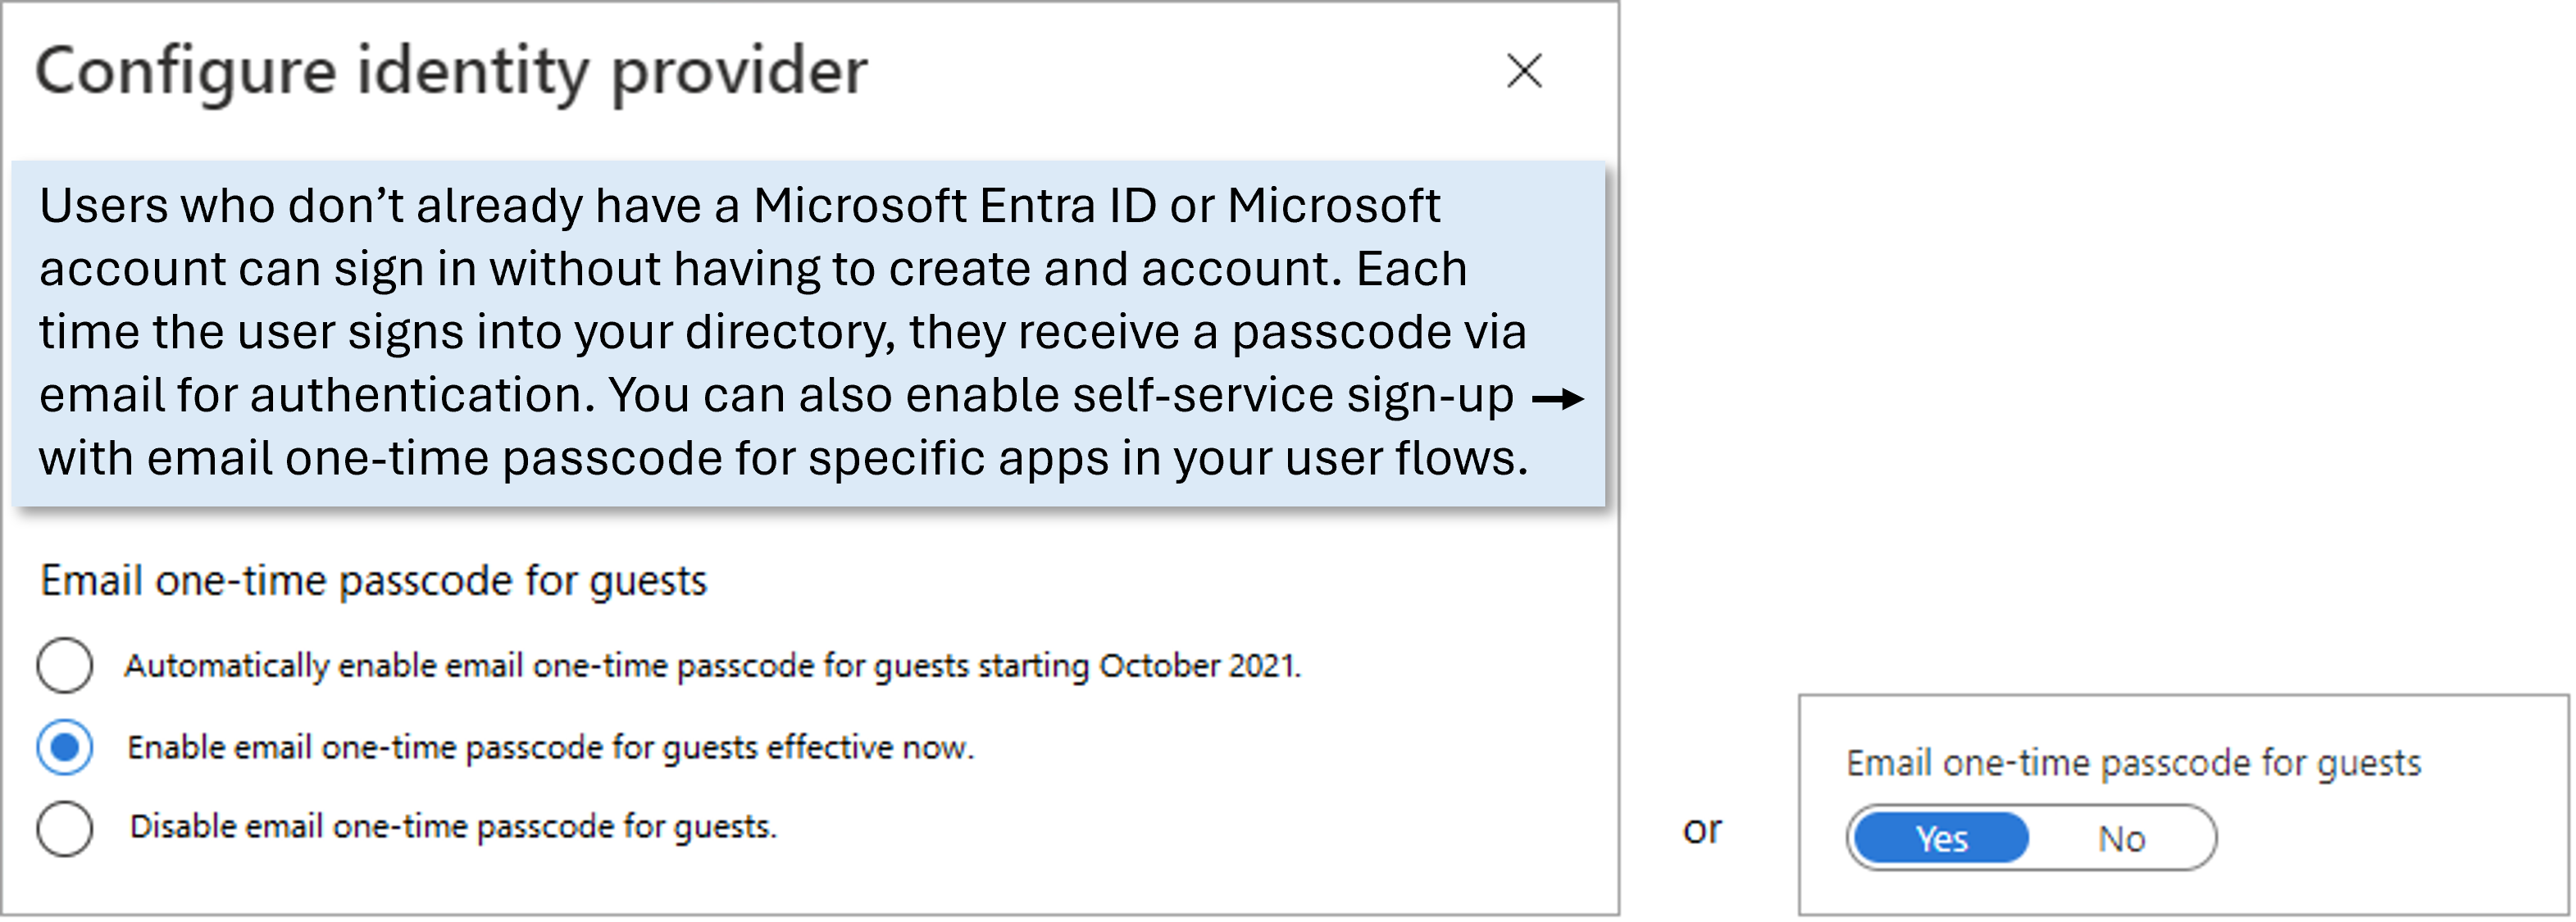 Configure identity provider
Users who don’t already have a Microsoft Entra ID or Microsoft
account can sign in without having to create and account. Each
time the user signs into your directory, they receive a passcode via
email for authentication. You can also enable self-service sign-up →
with email one-time passcode for specific apps in your user flows.
Email one-time passcode for guests
Automatically enable email one-time passcode for guests starting October 2021.
Enable email one-time passcode for guests effective now.
Disable email one-time passcode for guests.
or
Email one-time passcode for guests
Yes No